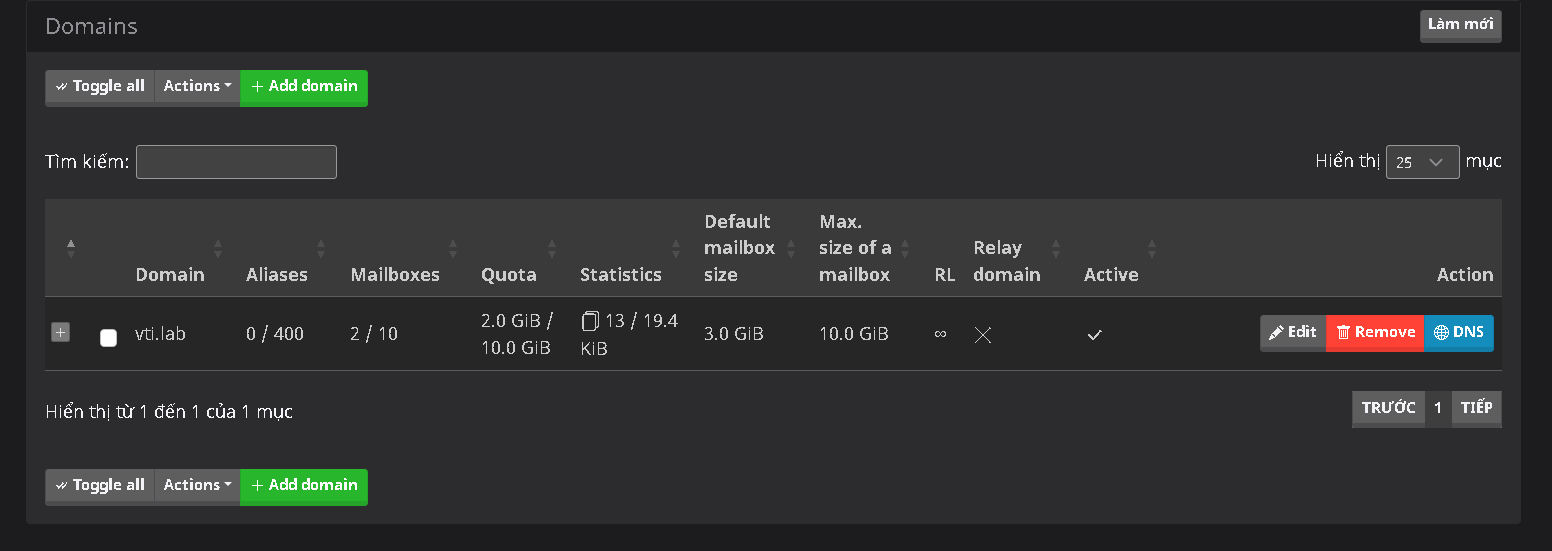 Domains
Làm mới
Toggle all Actions Add domain
Tìm kiếm:
Hiển thị 25 mục
Domain Aliases Mailboxes Quota Statistics Default mailbox size Max. size of a mailbox RL Relay domain Active Action
vti.lab 0 / 400 2 / 10 2.0 GiB / 10.0 GiB 13 / 19.4 KiB 3.0 GiB 10.0 GiB ∞ Edit Remove DNS
Hiển thị từ 1 đến 1 của 1 mục
TRƯỚC 1 TIẾP
Toggle all Actions Add domain